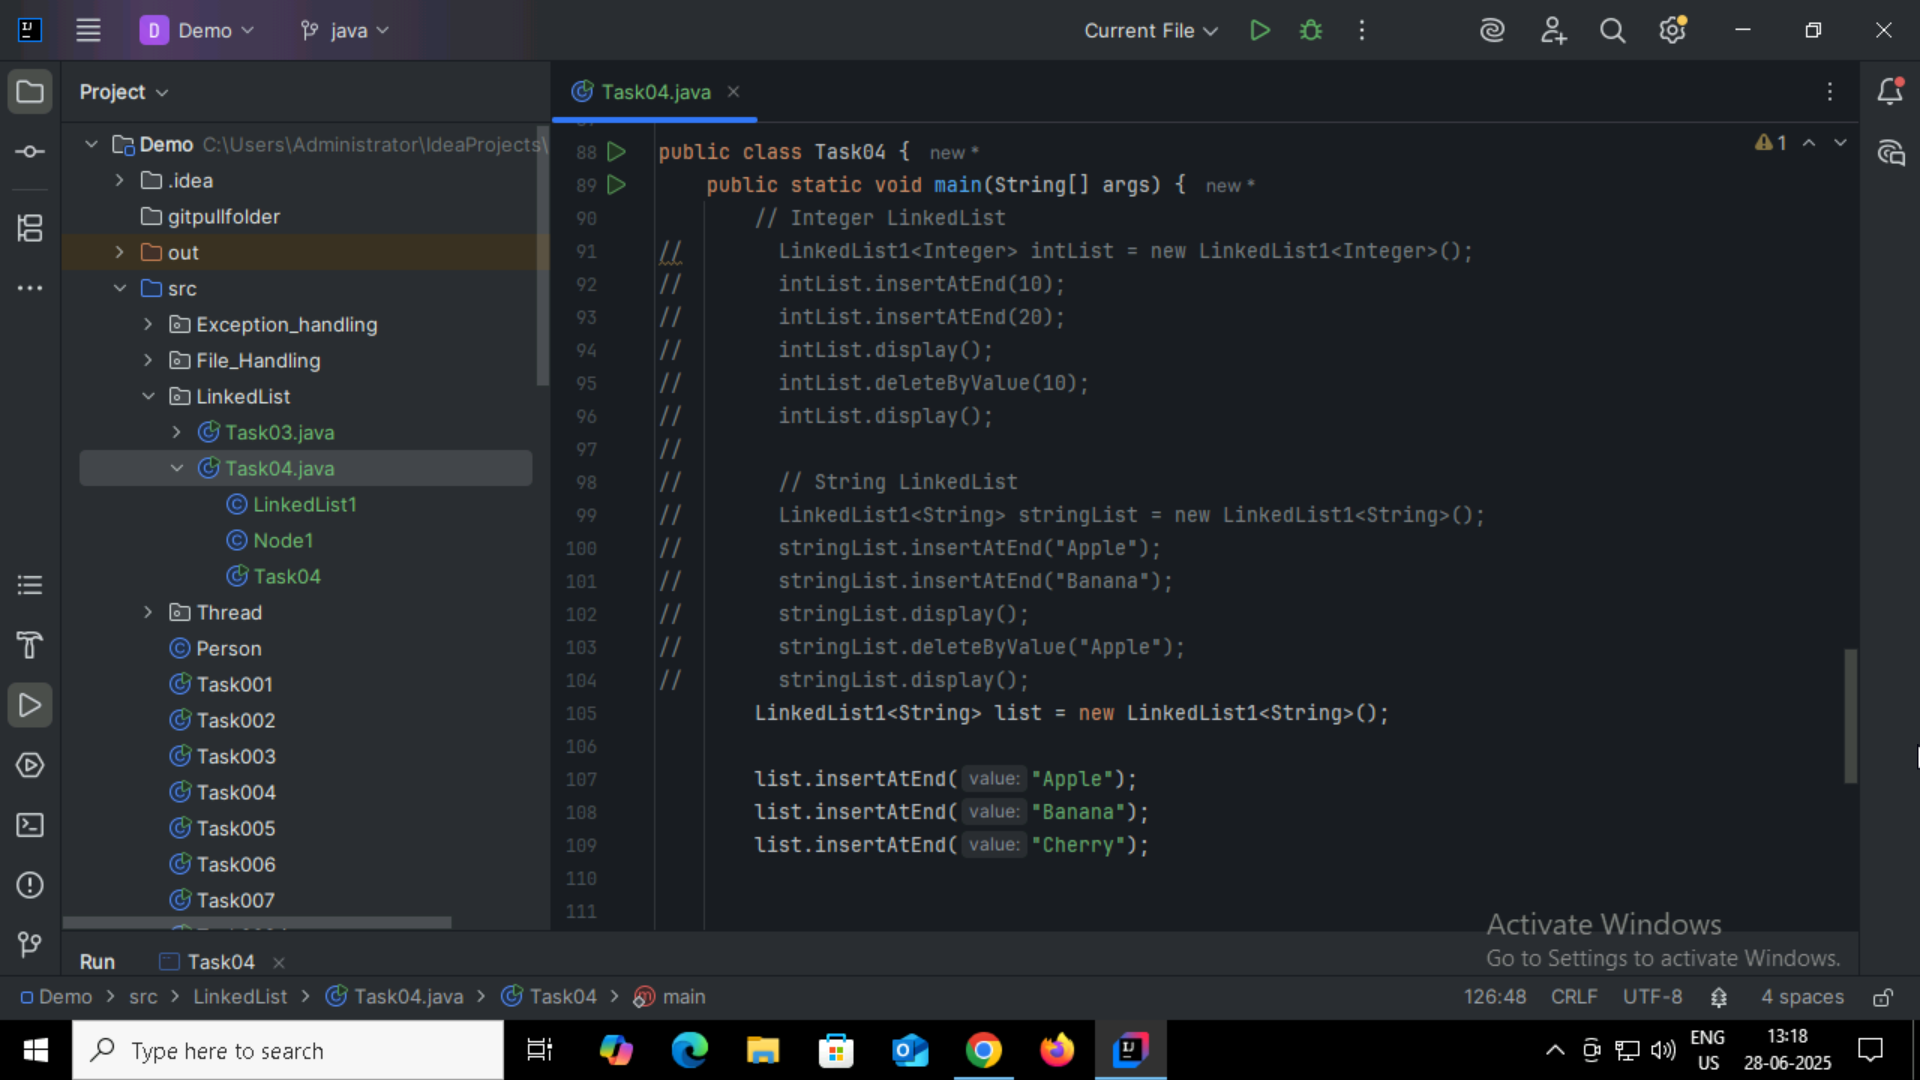 D Demo java Current File
Project
Task04.java
Demo C:\Users\Administrator\IdeaProjects\
.idea
gitpullfolder
out
src
Exception_handling
File_Handling
LinkedList
Task03.java
Task04.java
LinkedList1
Node1
Task04
Thread
Person
Task001
Task002
Task003
Task004
Task005
Task006
Task007
88 public class Task04 { new *
89 public static void main(String[] args) { new *
90 // Integer LinkedList
91 // LinkedList1<Integer> intList = new LinkedList1<Integer>();
92 // intList.insertAtEnd(10);
93 // intList.insertAtEnd(20);
94 // intList.display();
95 // intList.deleteByValue(10);
96 // intList.display();
97 //
98 // // String LinkedList
99 // LinkedList1<String> stringList = new LinkedList1<String>();
100 // stringList.insertAtEnd("Apple");
101 // stringList.insertAtEnd("Banana");
102 // stringList.display();
103 // stringList.deleteByValue("Apple");
104 // stringList.display();
105 LinkedList1<String> list = new LinkedList1<String>();
106
107 list.insertAtEnd( value: "Apple");
108 list.insertAtEnd( value: "Banana");
109 list.insertAtEnd( value: "Cherry");
110
111
1
Activate Windows
Go to Settings to activate Windows.
Run Task04
Demo > src > LinkedList > Task04.java > Task04 > main
126:48 CRLF UTF-8 4 spaces
Type here to search
ENG
US
13:18
28-06-2025